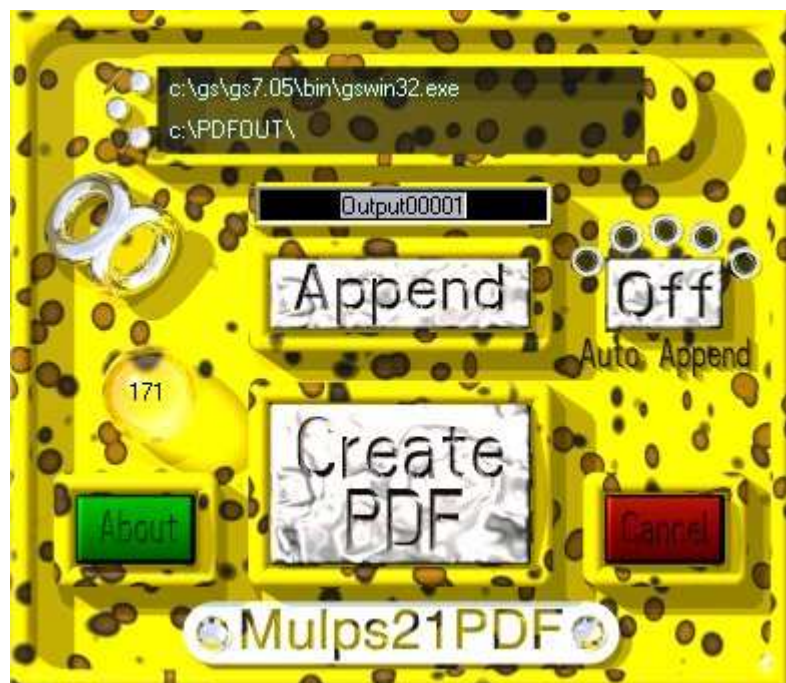 c:\gs\gs7.05\bin\gswin32.exe
c:\PDFOUT\
Output00001
Append
Off
Auto Append
171
Create
PDF
About
Cancel
Mulps21PDF